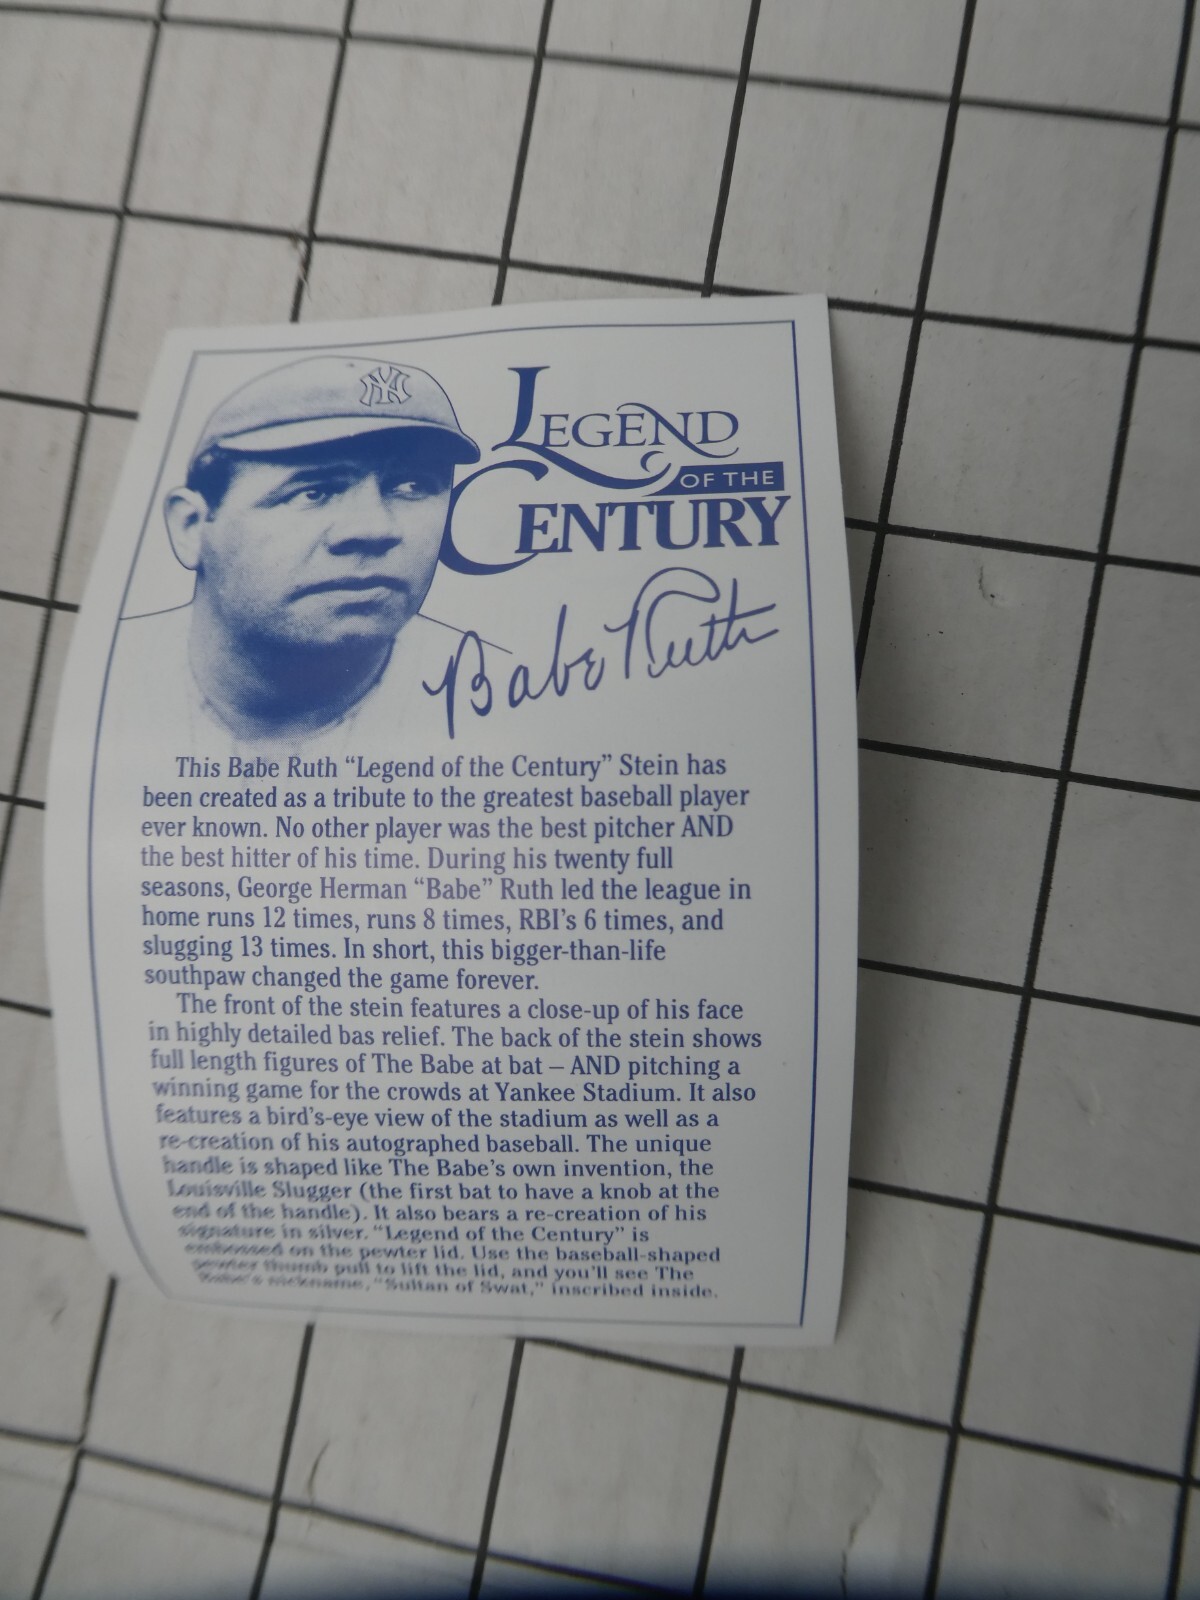 NY
LEGEND
OF THE
CENTURY
Babe Ruth
This Babe Ruth “Legend of the Century” Stein has
been created as a tribute to the greatest baseball player
ever known. No other player was the best pitcher AND
the best hitter of his time. During his twenty full
seasons, George Herman “Babe” Ruth led the league in
home runs 12 times, runs 8 times, RBI’s 6 times, and
slugging 13 times. In short, this bigger-than-life
southpaw changed the game forever.
The front of the stein features a close-up of his face
in highly detailed bas relief. The back of the stein shows
full length figures of The Babe at bat – AND pitching a
winning game for the crowds at Yankee Stadium. It also
features a bird’s-eye view of the stadium as well as a
re-creation of his autographed baseball. The unique
handle is shaped like The Babe’s own invention, the
Louisville Slugger (the first bat to have a knob at the
end of the handle). It also bears a re-creation of his
signature in silver. “Legend of the Century” is
embossed on the pewter lid. Use the baseball-shaped
pewter thumb pull to lift the lid, and you’ll see The
Babe’s nickname, “Sultan of Swat,” inscribed inside.